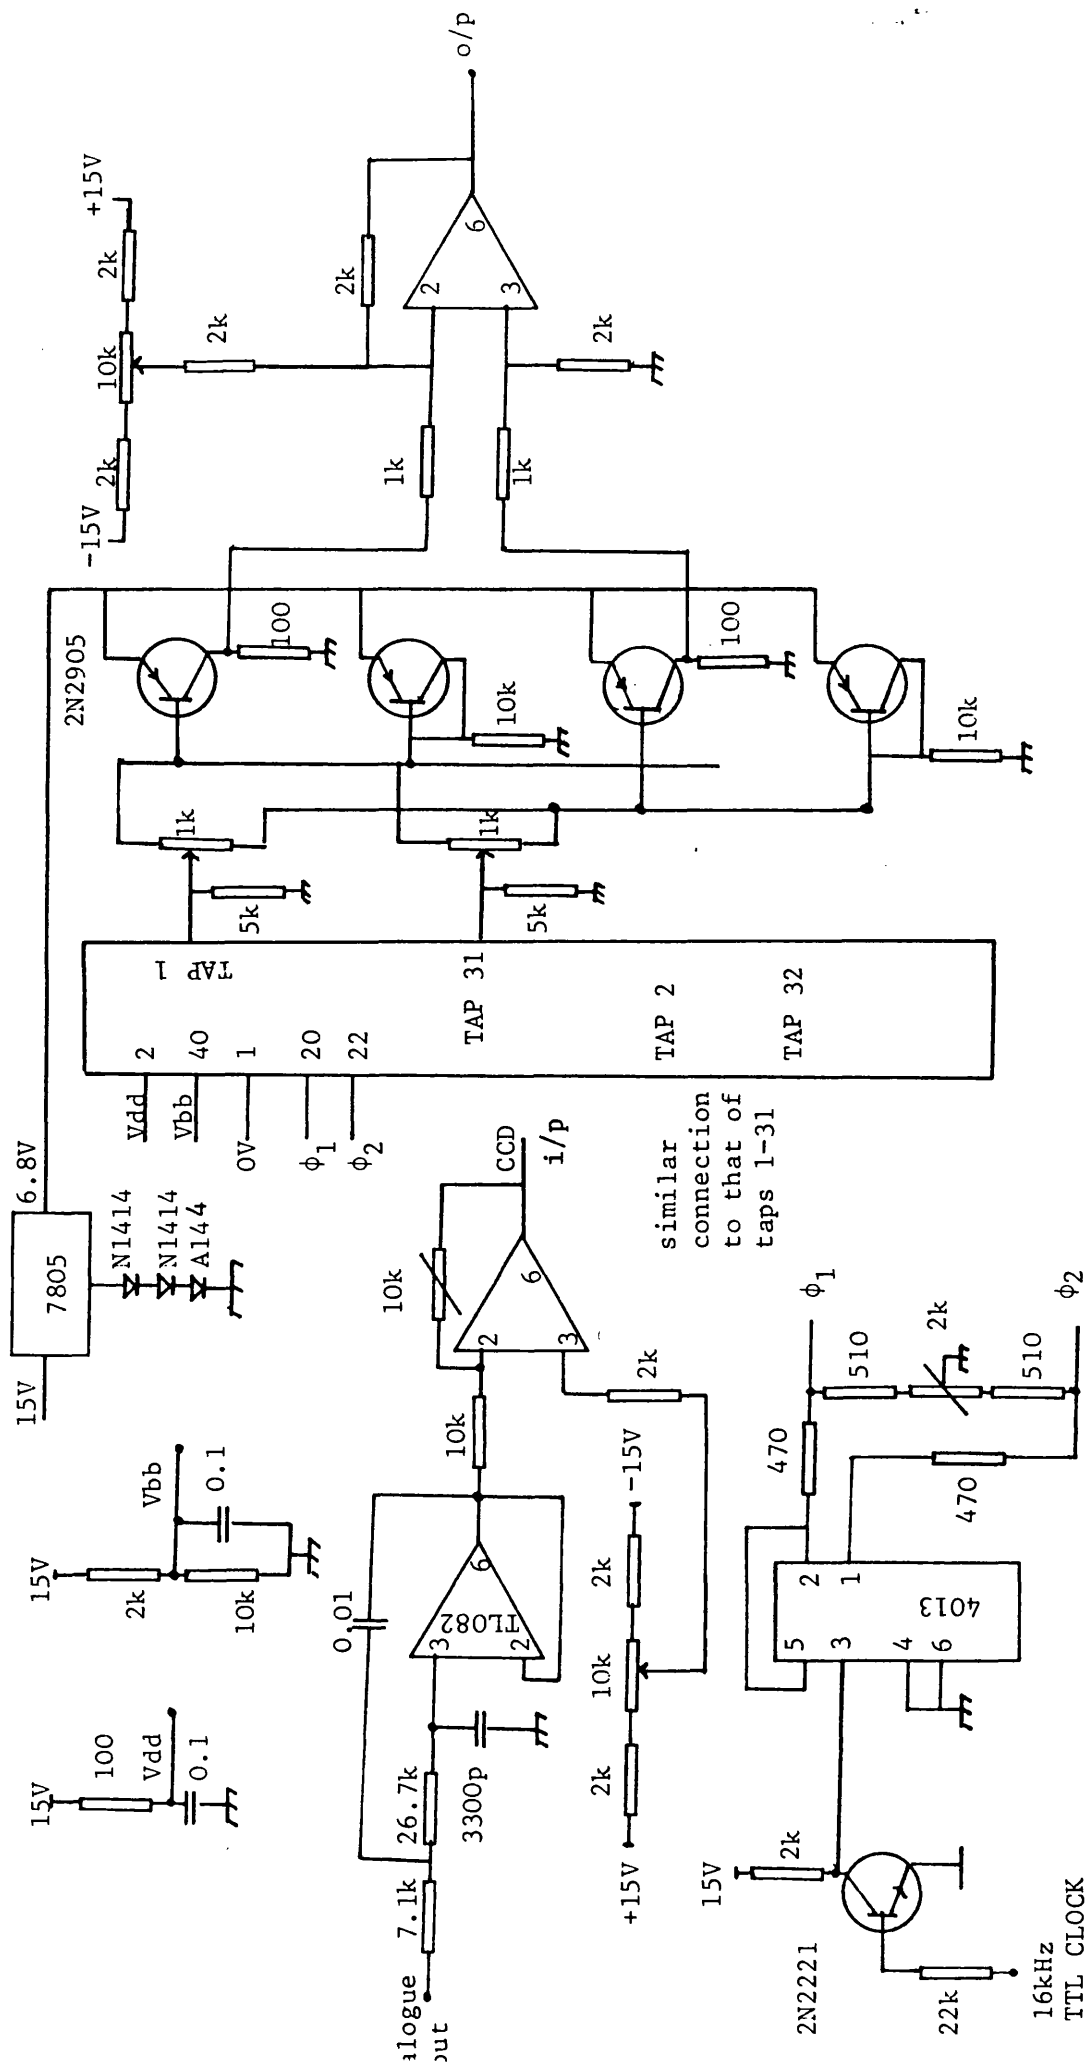 15V
7805
6.8V
N1414
N1414
A144
15V
100
Vdd
0.1
15V
2k
10k
Vbb
0.1
Vdd
Vbb
0V
ϕ1
ϕ2
2
40
1
20
22
TAP 1
TAP 31
TAP 2
TAP 32
similar
connection
to that of
taps 1-31
5k
1k
5k
1k
2N2905
100
10k
100
10k
-15V
2k
10k
2k
+15V
2k
1k
1k
2k
2
3
6
2k
o/p
7.1k
26.7k
3300p
0.01
3
2
TL082
6
10k
10k
2
3
6
CCD
i/p
+15V
2k
10k
2k
-15V
2k
16kHz
TTL CLOCK
22k
2N2221
15V
2k
5
3
4
6
4013
2
1
470
470
510
2k
510
ϕ1
ϕ2